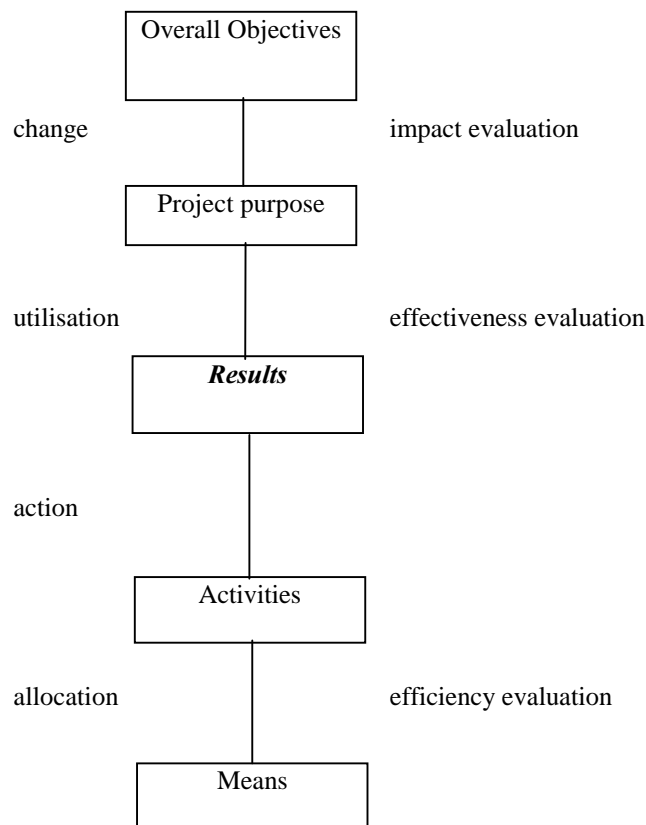 Overall Objectives
change
impact evaluation
Project purpose
utilisation
effectiveness evaluation
Results
action
Activities
allocation
efficiency evaluation
Means